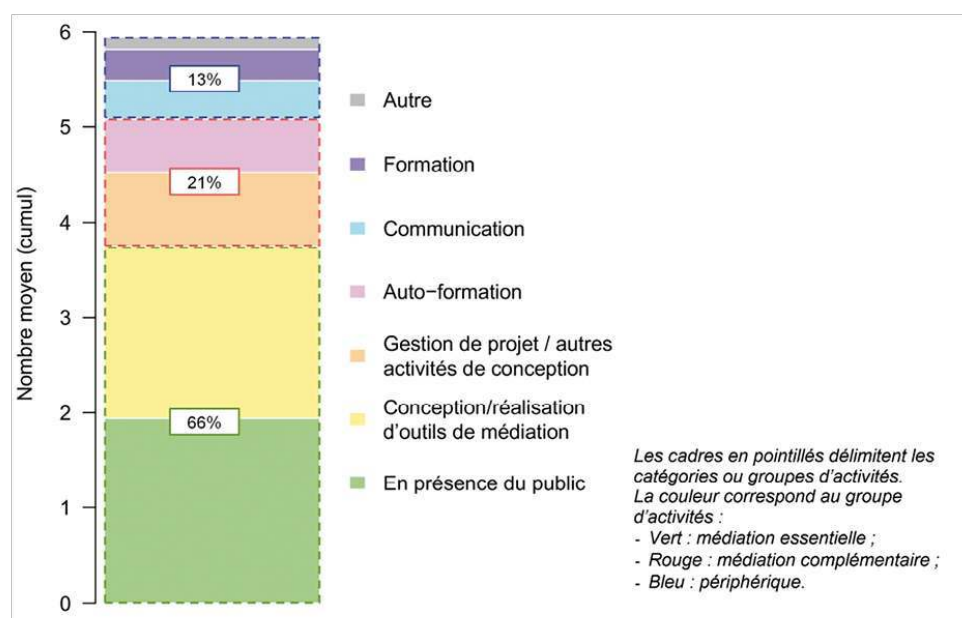 6
5
4
3
2
1
0
Nombre moyen (cumul)
13%
21%
66%
Autre
Formation
Communication
Auto-formation
Gestion de projet / autres
activités de conception
Conception/réalisation
d'outils de médiation
En présence du public
Les cadres en pointillés délimitent les
catégories ou groupes d'activités.
La couleur correspond au groupe
d'activités :
- Vert : médiation essentielle ;
- Rouge : médiation complémentaire ;
- Bleu : périphérique.